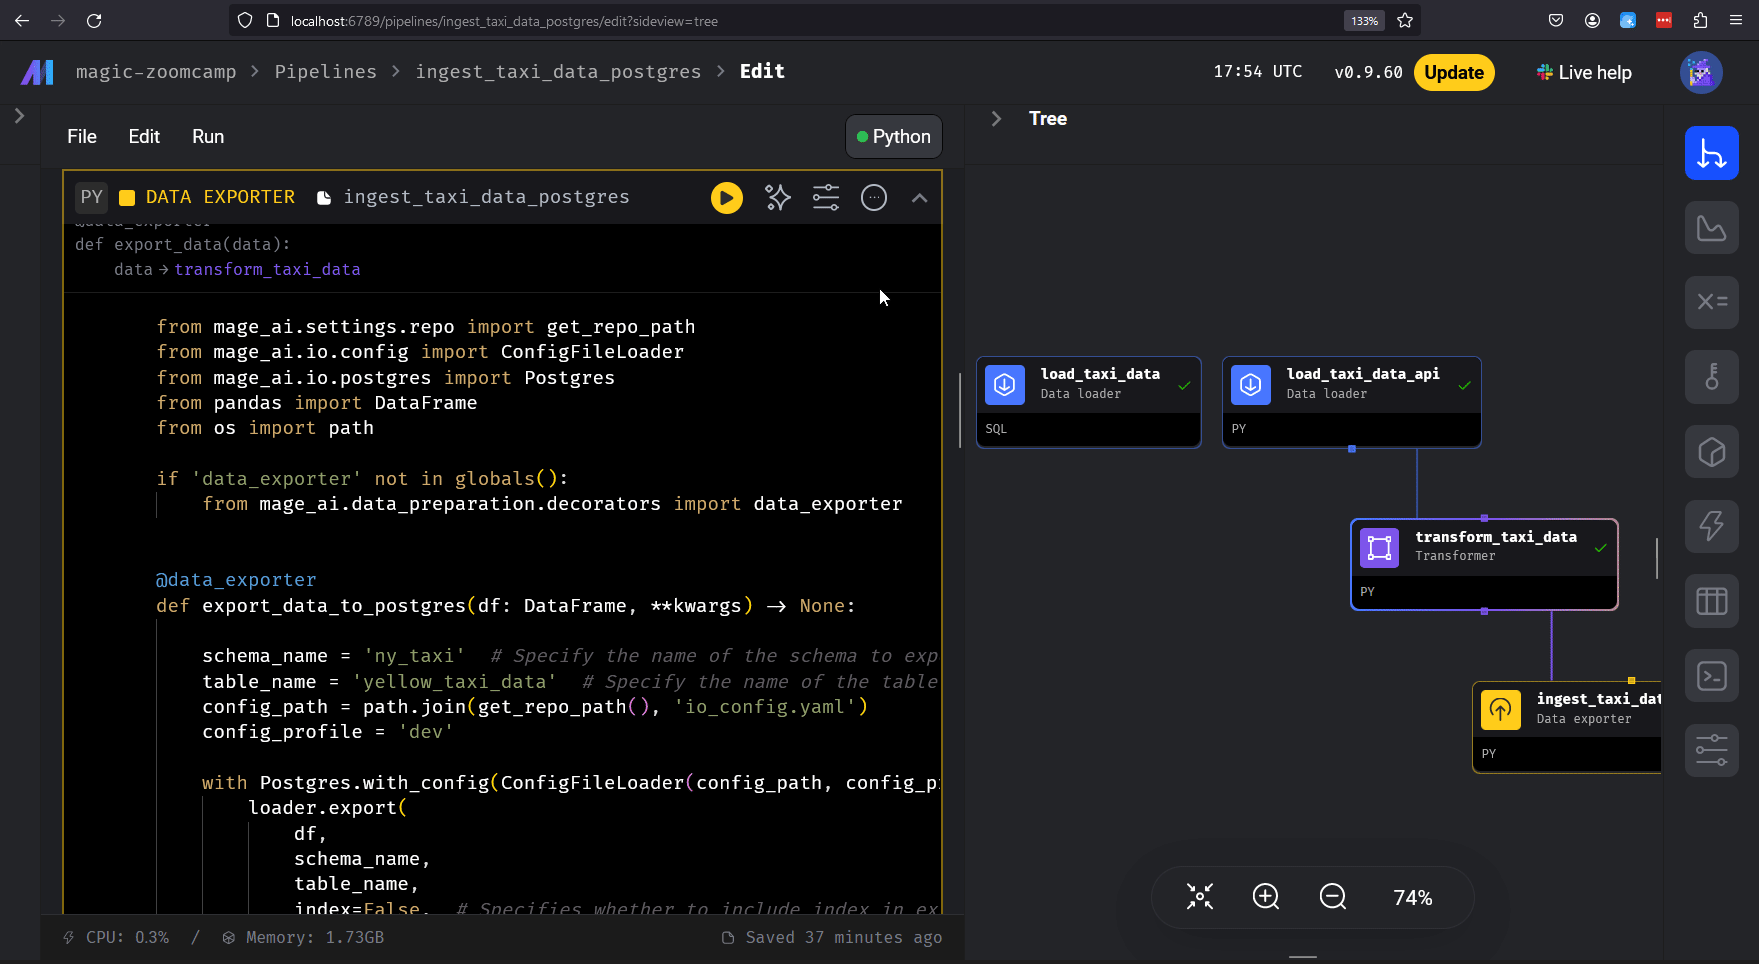 localhost:6789/pipelines/ingest_taxi_data_postgres/edit?sideview=tree
133%
magic-zoomcamp > Pipelines > ingest_taxi_data_postgres > Edit
17:54 UTC
v0.9.60
Update
Live help
File
Edit
Run
Python
Tree
PY
DATA EXPORTER
ingest_taxi_data_postgres
@data_exporter
def export_data(data):
data → transform_taxi_data
from mage_ai.settings.repo import get_repo_path
from mage_ai.io.config import ConfigFileLoader
from mage_ai.io.postgres import Postgres
from pandas import DataFrame
from os import path
if 'data_exporter' not in globals():
from mage_ai.data_preparation.decorators import data_exporter
@data_exporter
def export_data_to_postgres(df: DataFrame, **kwargs) -> None:
schema_name = 'ny_taxi'  # Specify the name of the schema to exp
table_name = 'yellow_taxi_data'  # Specify the name of the table
config_path = path.join(get_repo_path(), 'io_config.yaml')
config_profile = 'dev'
with Postgres.with_config(ConfigFileLoader(config_path, config_p
loader.export(
df,
schema_name,
table_name,
index=False,  # Specifies whether to include index in ex
CPU: 0.3% / Memory: 1.73GB
Saved 37 minutes ago
load_taxi_data
Data loader
SQL
load_taxi_data_api
Data loader
PY
transform_taxi_data
Transformer
PY
ingest_taxi_dat
Data exporter
PY
74%